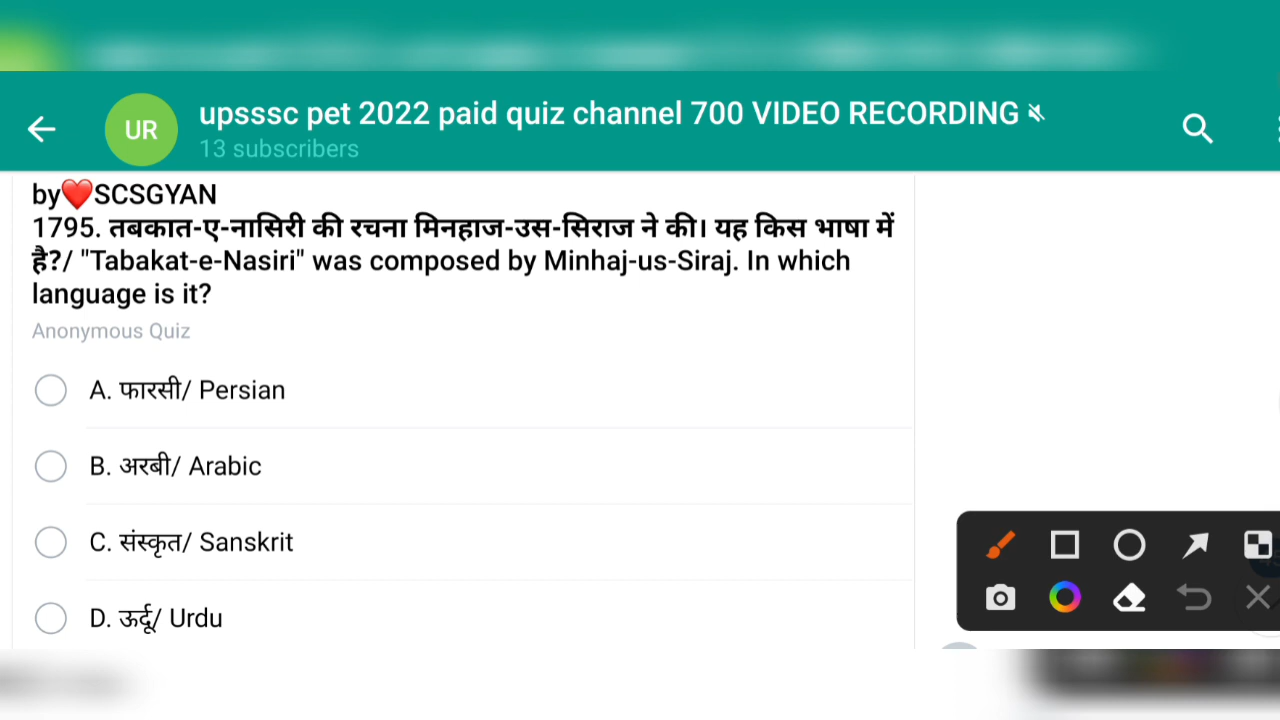 UR
upsssc pet 2022 paid quiz channel 700 VIDEO RECORDING
13 subscribers
by❤️SCSGYAN
1795. तबकात-ए-नासिरी की रचना मिनहाज-उस-सिराज ने की। यह किस भाषा में
है?/ "Tabakat-e-Nasiri" was composed by Minhaj-us-Siraj. In which
language is it?
Anonymous Quiz
A. फारसी/ Persian
B. अरबी/ Arabic
C. संस्कृत/ Sanskrit
D. ऊर्दू/ Urdu